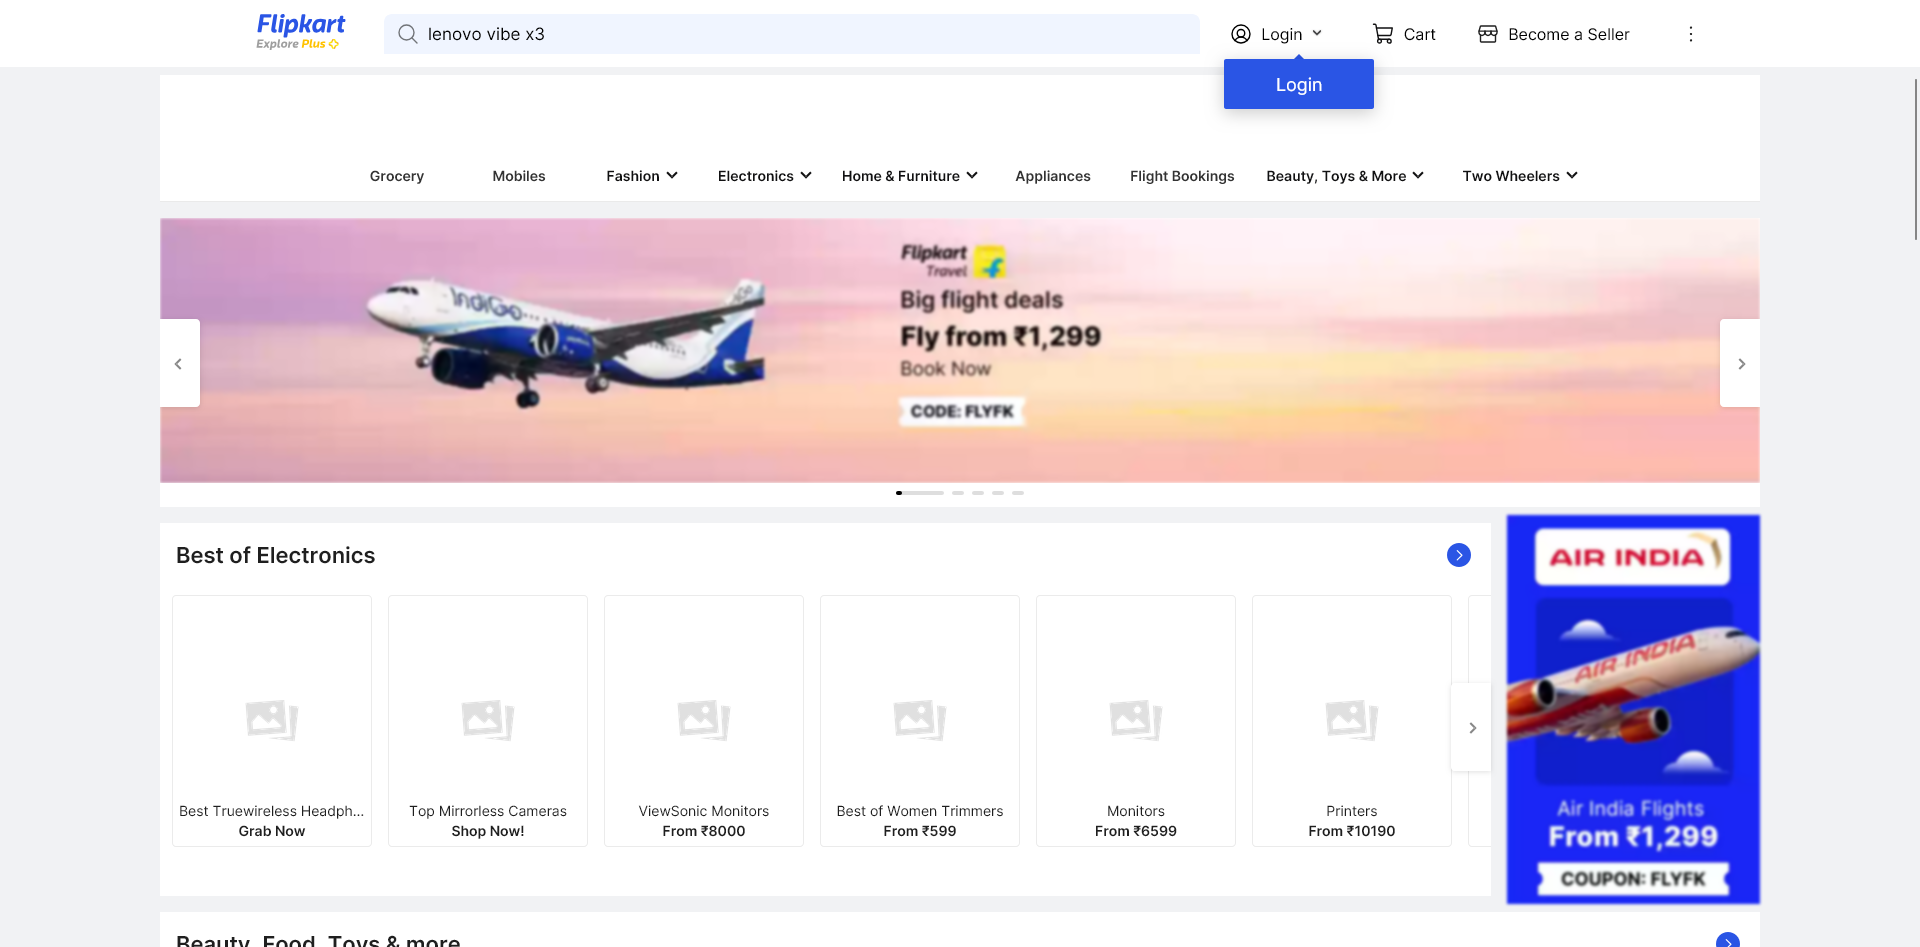 Flipkart
Explore Plus
lenovo vibe x3
Login
Cart
Become a Seller
Login
Grocery
Mobiles
Fashion
Electronics
Home & Furniture
Appliances
Flight Bookings
Beauty, Toys & More
Two Wheelers
IndiGo
Flipkart
Travel
Big flight deals
Fly from ₹1,299
Book Now
CODE: FLYFK
Best of Electronics
Best Truewireless Headph...
Grab Now
Top Mirrorless Cameras
Shop Now!
ViewSonic Monitors
From ₹8000
Best of Women Trimmers
From ₹599
Monitors
From ₹6599
Printers
From ₹10190
AIR INDIA
AIR INDIA
Air India Flights
From ₹1,299
COUPON: FLYFK
Beauty, Food, Toys & more